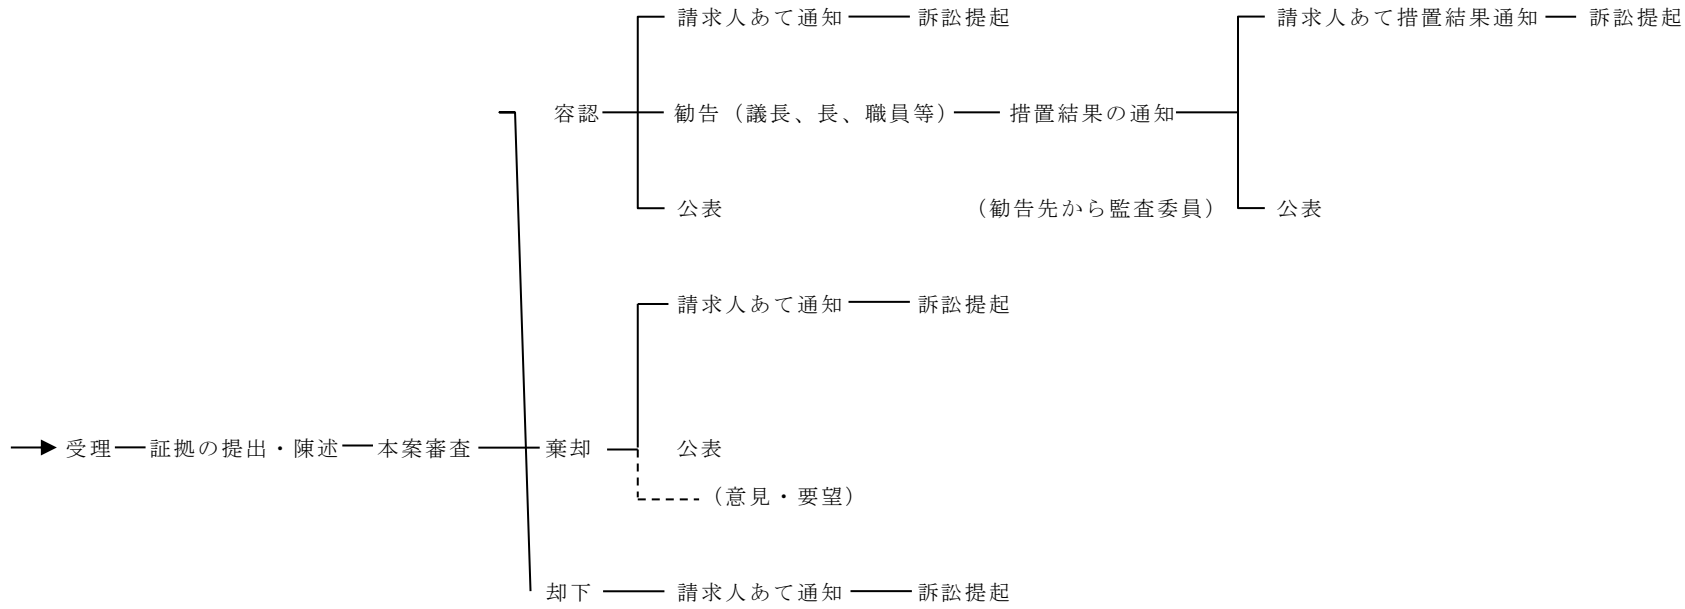 請求人あて通知 訴訟提起 請求人あて措置結果通知 訴訟提起
容認 勧告（議長、長、職員等） 措置結果の通知
公表 （勧告先から監査委員） 公表
請求人あて通知 訴訟提起
受理 証拠の提出・陳述 本案審査 棄却 公表
（意見・要望）
却下 請求人あて通知 訴訟提起